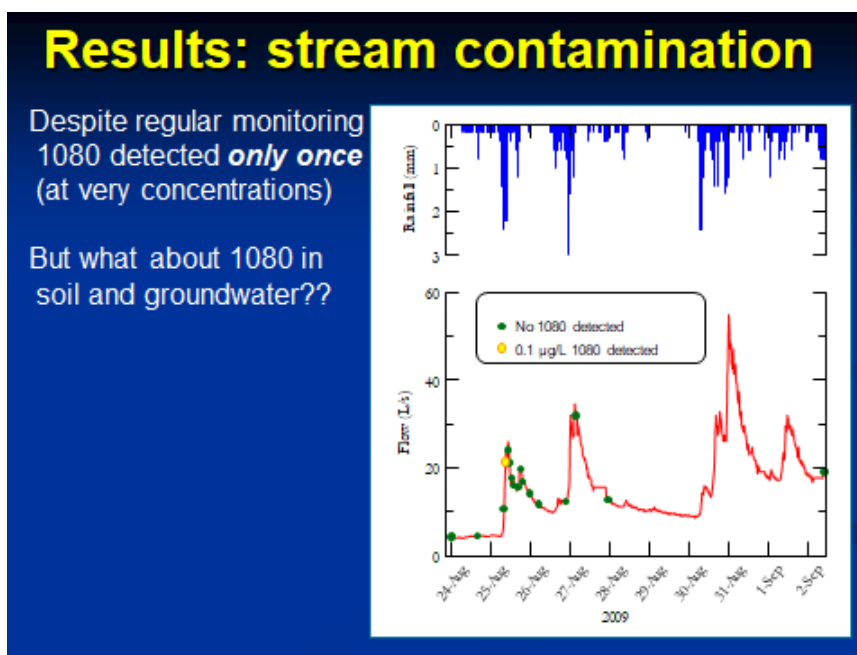 Results: stream contamination
Despite regular monitoring
1080 detected only once
(at very concentrations)
But what about 1080 in
soil and groundwater??
0
1
2
3
Rainfall (mm)
60
40
20
0
Flow (L/s)
No 1080 detected
0.1 µg/L 1080 detected
24-Aug
25-Aug
26-Aug
27-Aug
28-Aug
29-Aug
30-Aug
31-Aug
1-Sep
2-Sep
2009